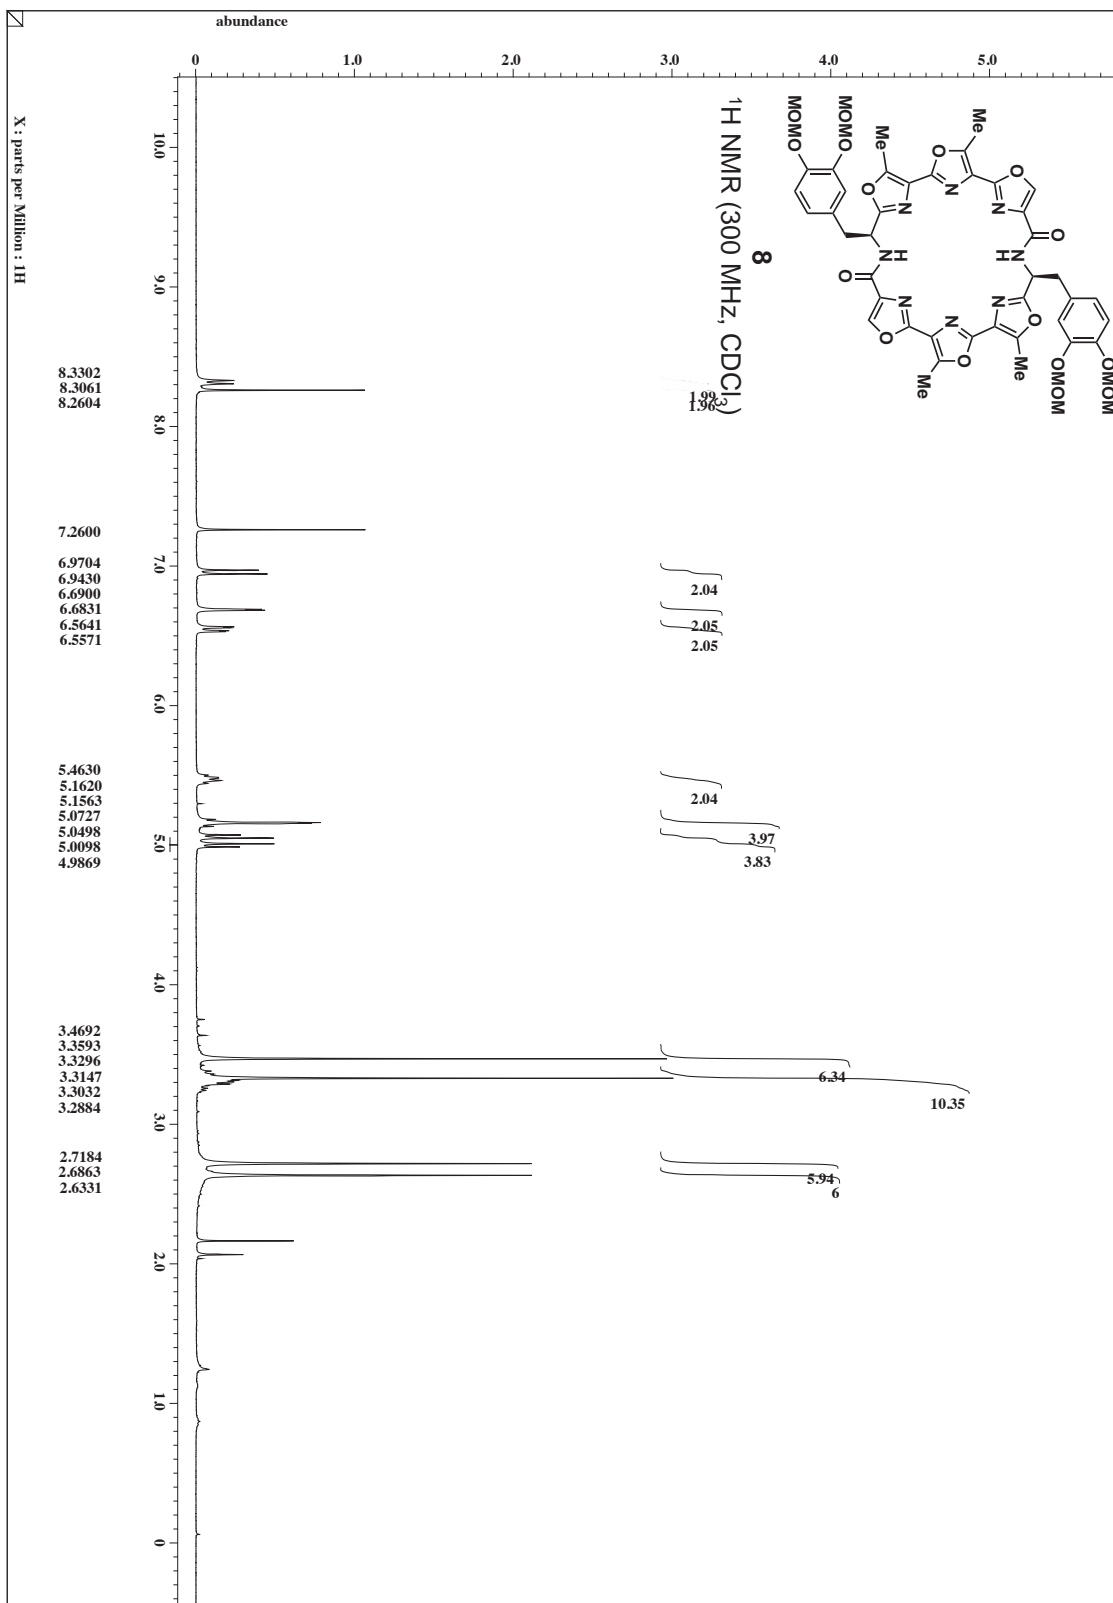 abundance
0
1.0
2.0
3.0
4.0
5.0
X : parts per Million : 1H
10.0
9.0
8.0
7.0
6.0
5.0
4.0
3.0
2.0
1.0
0
8.3302
8.3061
8.2604
7.2600
6.9704
6.9430
6.6900
6.6831
6.5641
6.5571
5.4630
5.1620
5.1563
5.0727
5.0498
5.0098
4.9869
3.4692
3.3593
3.3296
3.3147
3.3032
3.2884
2.7184
2.6863
2.6331
1.99
1.96
2.04
2.05
2.05
2.04
3.97
3.83
6.34
10.35
5.94
6
MOMO
MOMO
Me
Me
O
N
O
N
O
N
O
N
H
H
N
O
N
O
N
O
N
O
Me
Me
OMOM
OMOM
8
¹H NMR (300 MHz, CDCl₃)